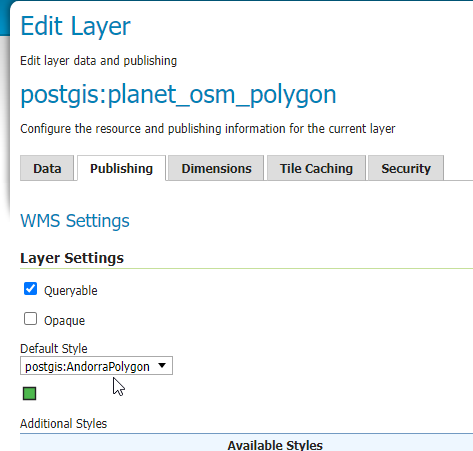 Edit Layer
Edit layer data and publishing
postgis:planet_osm_polygon
Configure the resource and publishing information for the current layer
Data Publishing Dimensions Tile Caching Security
WMS Settings
Layer Settings
Queryable
Opaque
Default Style
postgis:AndorraPolygon
Additional Styles
Available Styles